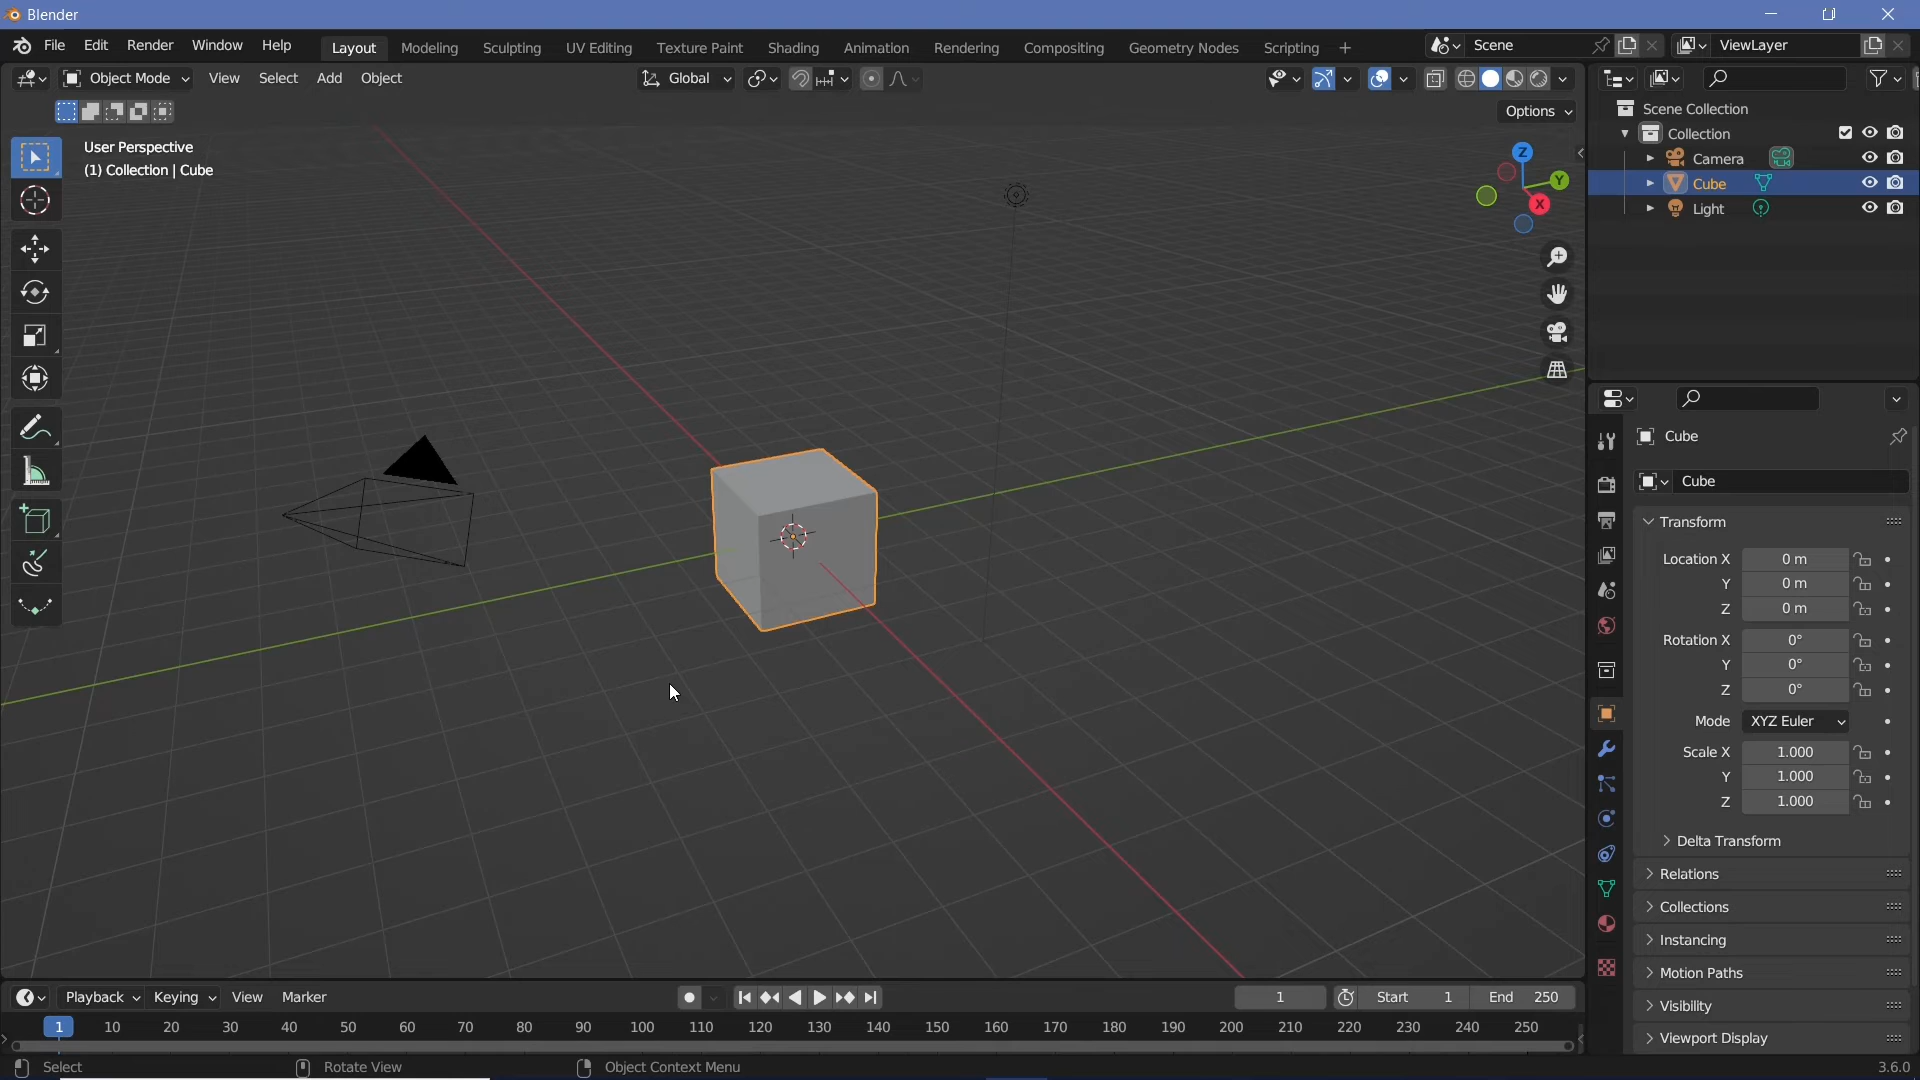 Blender
File Edit Render Window Help Layout Modeling Sculpting UV Editing Texture Paint Shading Animation Rendering Compositing Geometry Nodes Scripting + Scene ViewLayer
Object Mode View Select Add Object Global
Options
User Perspective
(1) Collection | Cube
Z
Y
X
Scene Collection
Collection
Camera
Cube
Light
Cube
Cube
Transform
Location X 0 m
Y 0 m
Z 0 m
Rotation X 0°
Y 0°
Z 0°
Mode XYZ Euler
Scale X 1.000
Y 1.000
Z 1.000
Delta Transform
Relations
Collections
Instancing
Motion Paths
Visibility
Viewport Display
Playback Keying View Marker 1 Start 1 End 250
1 10 20 30 40 50 60 70 80 90 100 110 120 130 140 150 160 170 180 190 200 210 220 230 240 250
Select Rotate View Object Context Menu 3.6.0